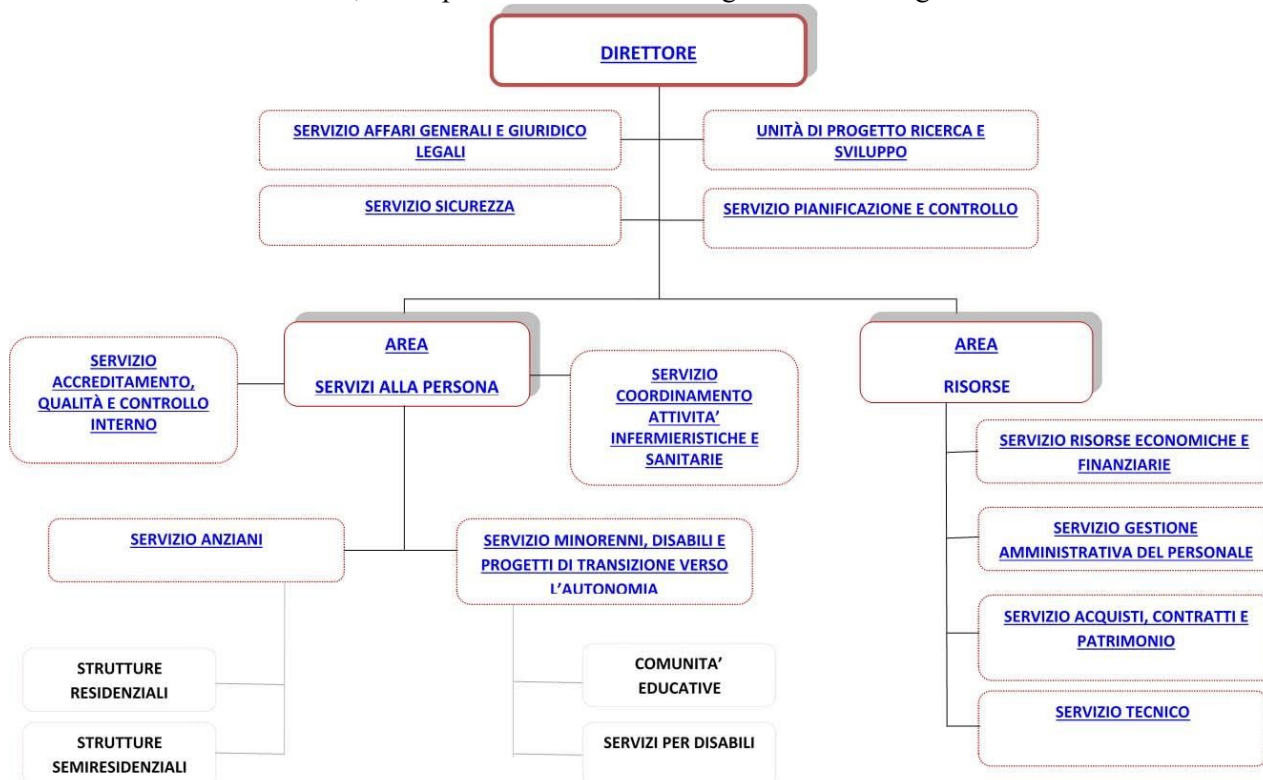 DIRETTORE
SERVIZIO AFFARI GENERALI E GIURIDICO
LEGALI
UNITÀ DI PROGETTO RICERCA E
SVILUPPO
SERVIZIO SICUREZZA
SERVIZIO PIANIFICAZIONE E CONTROLLO
AREA
SERVIZI ALLA PERSONA
AREA
RISORSE
SERVIZIO
ACCREDITAMENTO,
QUALITÀ E CONTROLLO
INTERNO
SERVIZIO
COORDINAMENTO
ATTIVITA’
INFERMIERISTICHE E
SANITARIE
SERVIZIO RISORSE ECONOMICHE E
FINANZIARIE
SERVIZIO ANZIANI
SERVIZIO MINORENNI, DISABILI E
PROGETTI DI TRANSIZIONE VERSO
L’AUTONOMIA
SERVIZIO GESTIONE
AMMINISTRATIVA DEL PERSONALE
SERVIZIO ACQUISTI, CONTRATTI E
PATRIMONIO
STRUTTURE
RESIDENZIALI
COMUNITA’
EDUCATIVE
SERVIZIO TECNICO
STRUTTURE
SEMIRESIDENZIALI
SERVIZI PER DISABILI